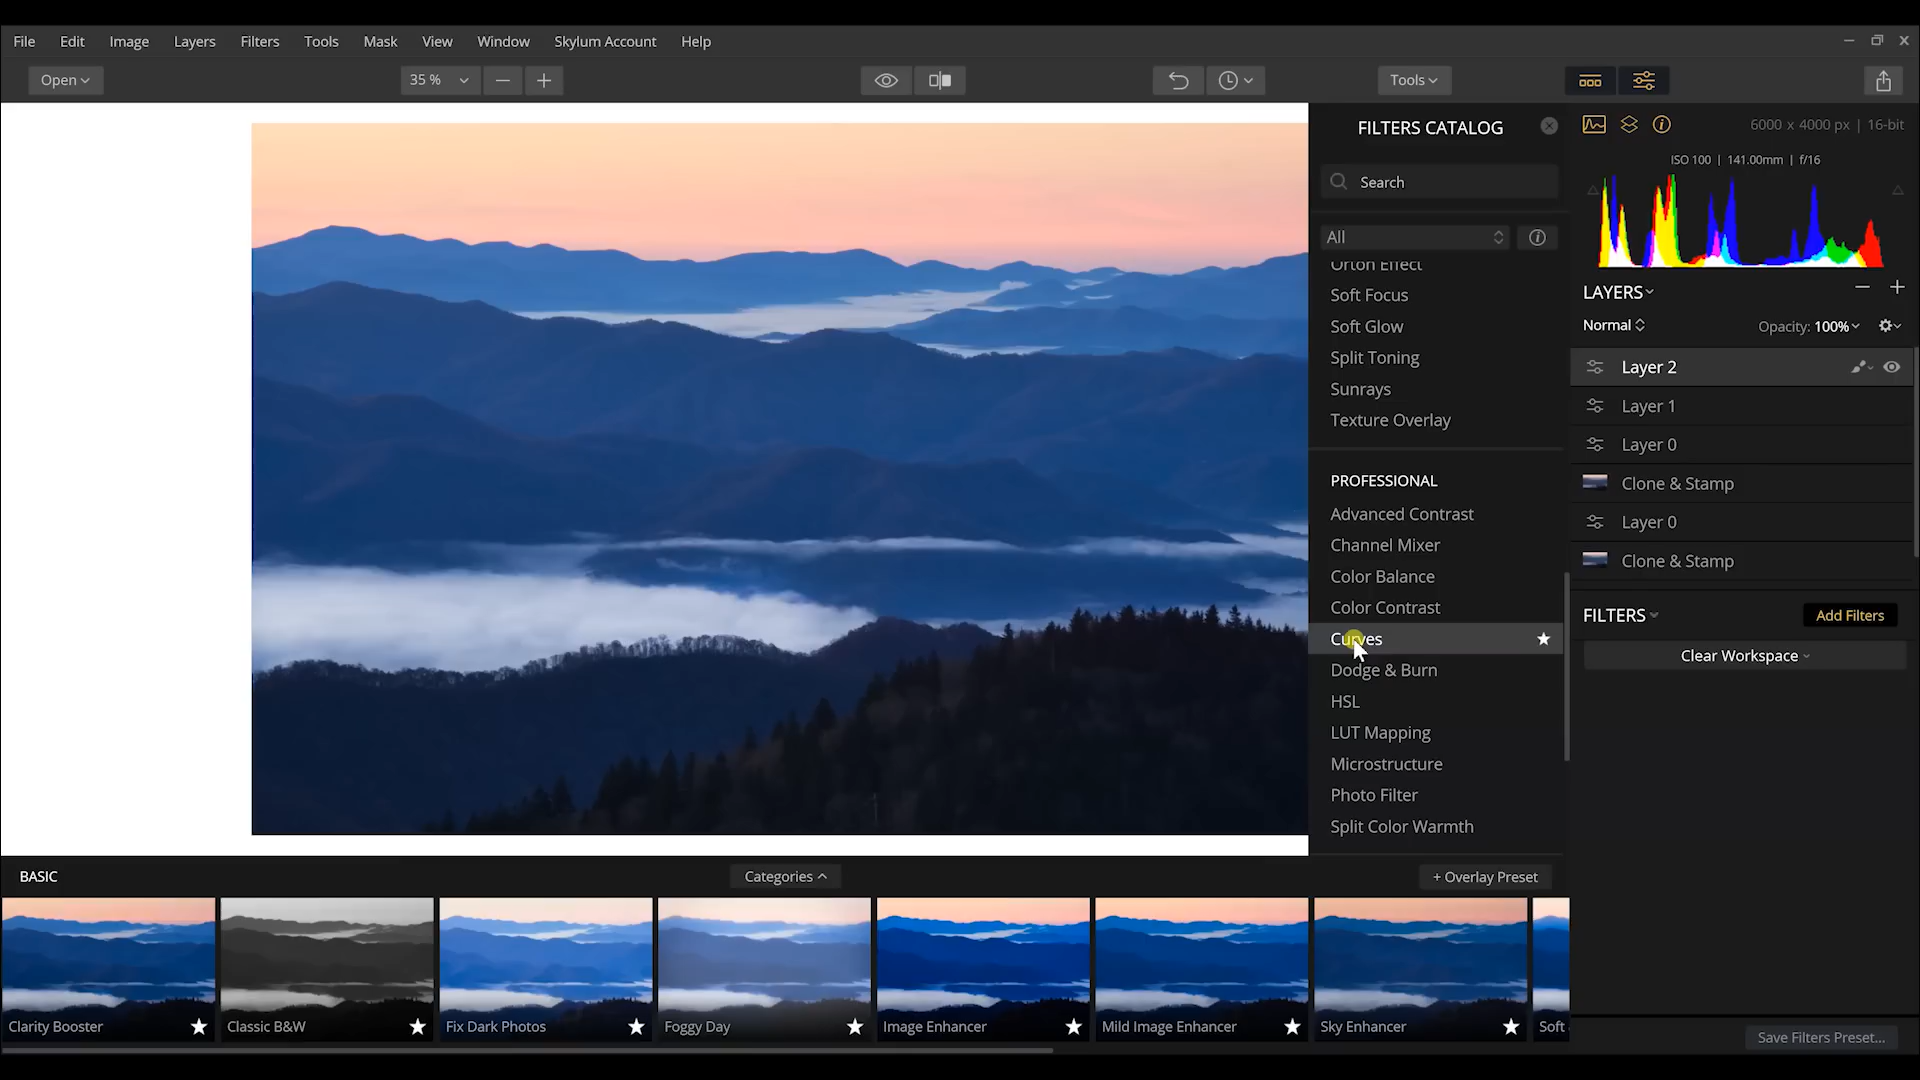 File Edit Image Layers Filters Tools Mask View Window Skylum Account Help
Open 35 % Tools
FILTERS CATALOG
Search
All
Orton Effect
Soft Focus
Soft Glow
Split Toning
Sunrays
Texture Overlay
PROFESSIONAL
Advanced Contrast
Channel Mixer
Color Balance
Color Contrast
Curves
Dodge & Burn
HSL
LUT Mapping
Microstructure
Photo Filter
Split Color Warmth
6000 x 4000 px | 16-bit
ISO 100 | 141.00mm | f/16
LAYERS
Normal Opacity: 100%
Layer 2
Layer 1
Layer 0
Clone & Stamp
Layer 0
Clone & Stamp
FILTERS Add Filters
Clear Workspace
BASIC Categories + Overlay Preset
Clarity Booster Classic B&W Fix Dark Photos Foggy Day Image Enhancer Mild Image Enhancer Sky Enhancer Soft
Save Filters Preset...